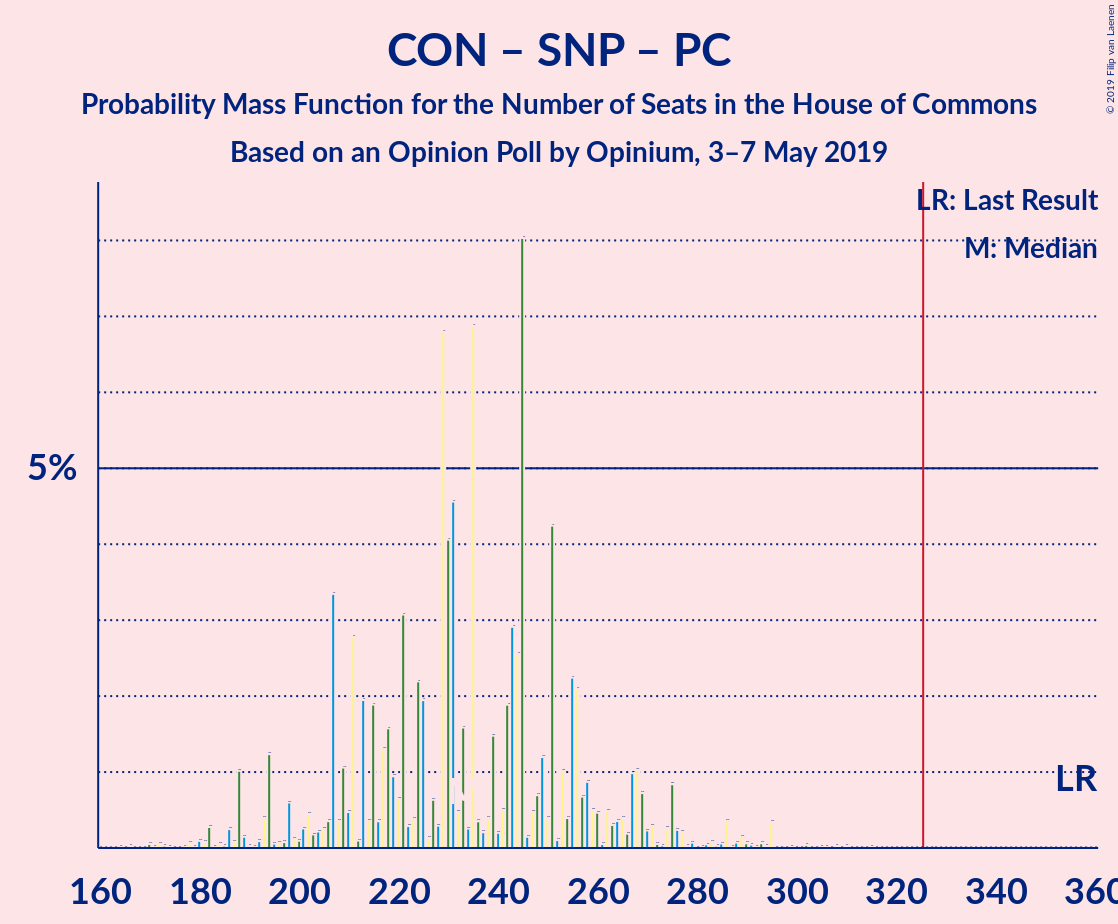 CON – SNP – PC
Probability Mass Function for the Number of Seats in the House of Commons
Based on an Opinion Poll by Opinium, 3–7 May 2019
© 2019 Filip van Laenen
LR: Last Result
M: Median
5%
LR
160 180 200 220 240 260 280 300 320 340 360